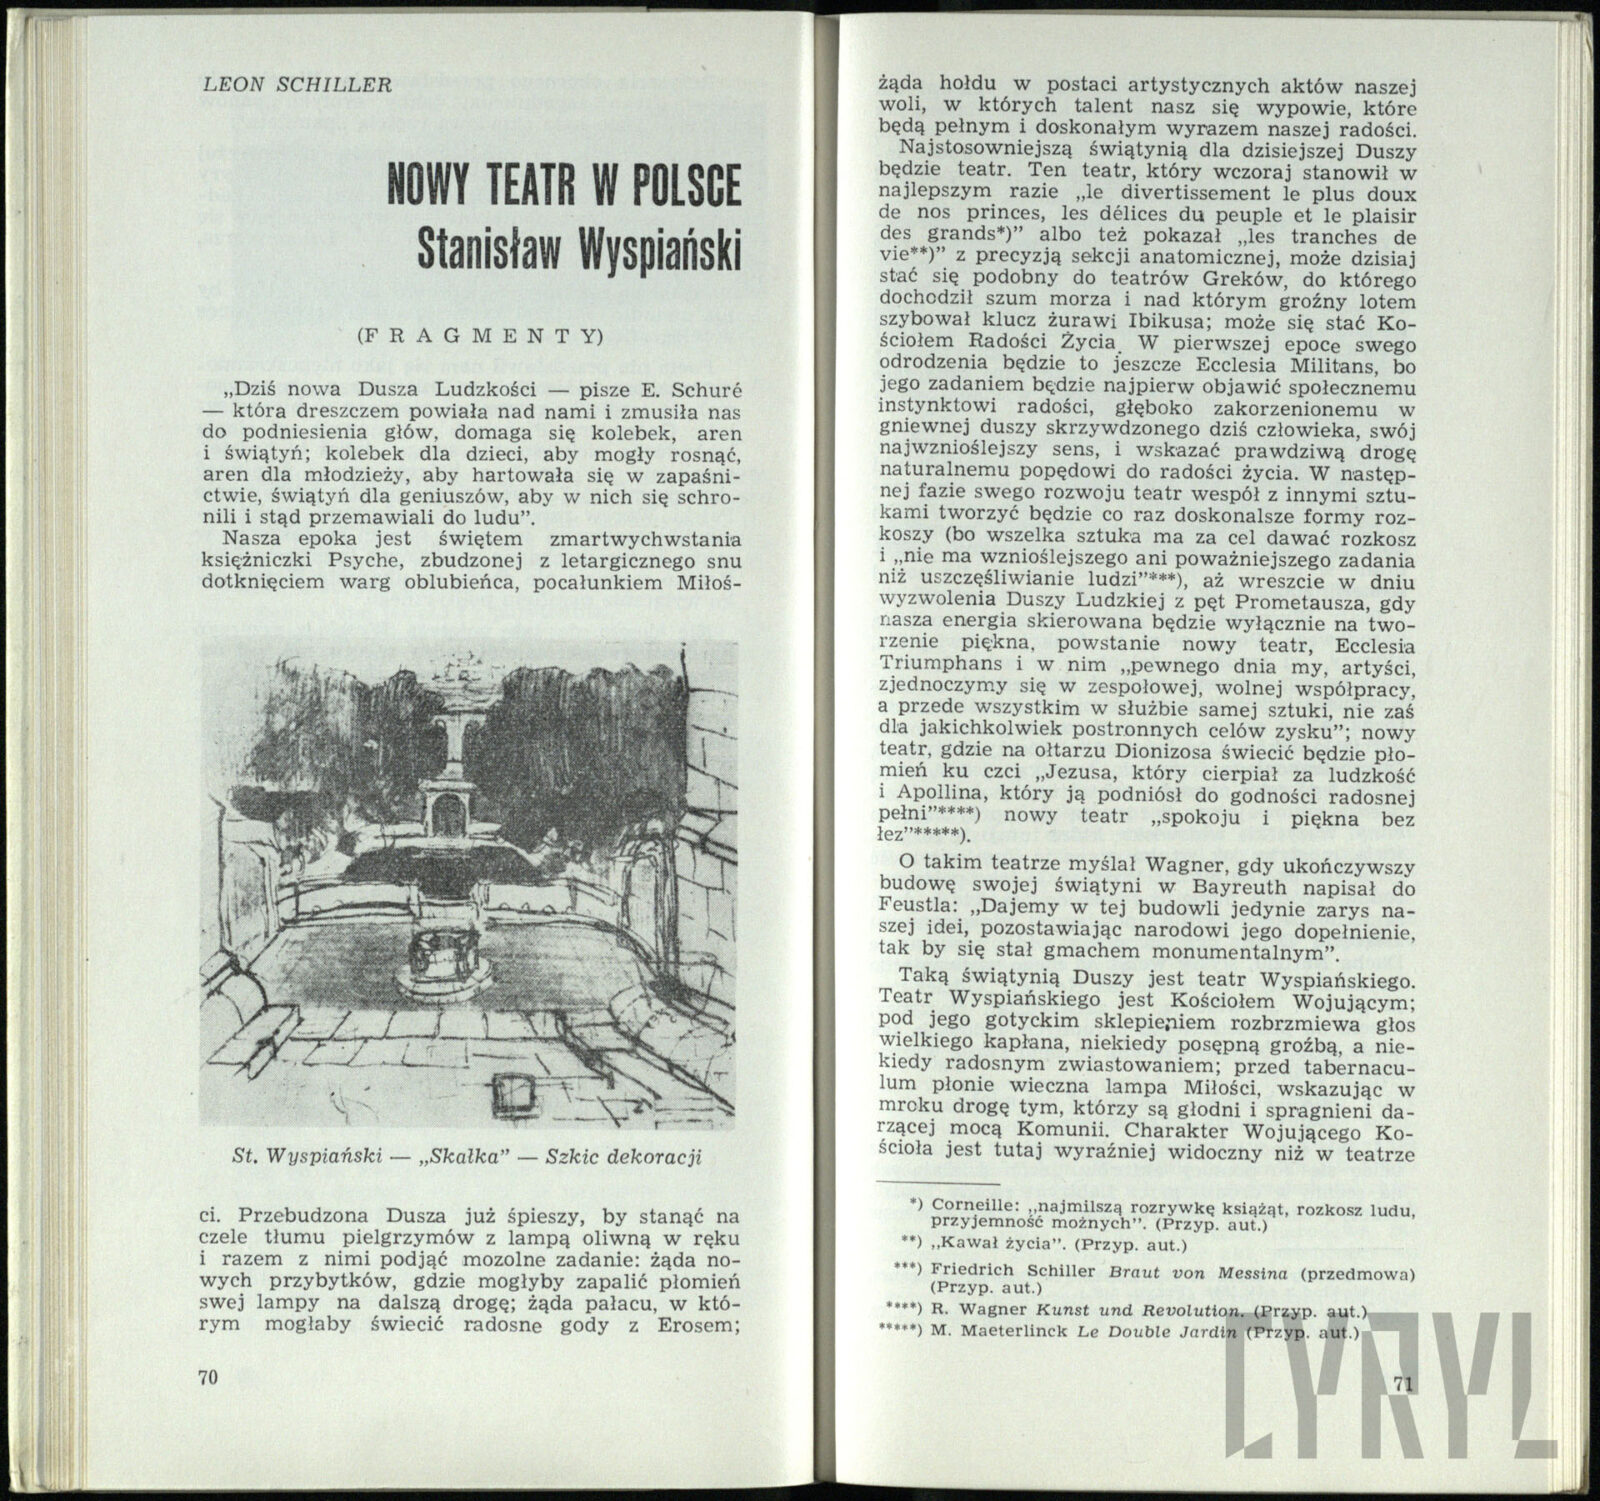 LEON SCHILLER
NOWY TEATR W POLSCE
Stanisław Wyspiański
(F R A G M E N T Y)
„Dziś nowa Dusza Ludzkości — pisze E. Schuré
— która dreszczem powiała nad nami i zmusiła nas
do podniesienia głów, domaga się kolebek, aren
i świątyń; kolebek dla dzieci, aby mogły rosnąć,
aren dla młodzieży, aby hartowała się w zapaśni-
ctwie, świątyń dla geniuszów, aby w nich się schro-
nili i stąd przemawiali do ludu”.
Nasza epoka jest świętem zmartwychwstania
księżniczki Psyche, zbudzonej z letargicznego snu
dotknięciem warg oblubieńca, pocałunkiem Miłoś-
St. Wyspiański — „Skałka” — Szkic dekoracji
ci. Przebudzona Dusza już śpieszy, by stanąć na
czele tłumu pielgrzymów z lampą oliwną w ręku
i razem z nimi podjąć mozolne zadanie: żąda no-
wych przybytków, gdzie mogłyby zapalić płomień
swej lampy na dalszą drogę; żąda pałacu, w któ-
rym mogłaby świecić radosne gody z Erosem;
70
żąda hołdu w postaci artystycznych aktów naszej
woli, w których talent nasz się wypowie, które
będą pełnym i doskonałym wyrazem naszej radości.
Najstosowniejszą świątynią dla dzisiejszej Duszy
będzie teatr. Ten teatr, który wczoraj stanowił w
najlepszym razie „le divertissement le plus doux
de nos princes, les délices du peuple et le plaisir
des grands*)” albo też pokazał „les tranches de
vie**)” z precyzją sekcji anatomicznej, może dzisiaj
stać się podobny do teatrów Greków, do którego
dochodził szum morza i nad którym groźny lotem
szybował klucz żurawi Ibikusa; może się stać Ko-
ściołem Radości Życia. W pierwszej epoce swego
odrodzenia będzie to jeszcze Ecclesia Militans, bo
jego zadaniem będzie najpierw objawić społecznemu
instynktowi radości, głęboko zakorzenionemu w
gniewnej duszy skrzywdzonego dziś człowieka, swój
najwznioślejszy sens, i wskazać prawdziwą drogę
naturalnemu popędowi do radości życia. W następ-
nej fazie swego rozwoju teatr wespół z innymi sztu-
kami tworzyć będzie co raz doskonalsze formy roz-
koszy (bo wszelka sztuka ma za cel dawać rozkosz
i „nie ma wznioślejszego ani poważniejszego zadania
niż uszczęśliwianie ludzi”***), aż wreszcie w dniu
wyzwolenia Duszy Ludzkiej z pęt Prometausza, gdy
nasza energia skierowana będzie wyłącznie na two-
rzenie piękna, powstanie nowy teatr, Ecclesia
Triumphans i w nim „pewnego dnia my, artyści,
zjednoczymy się w zespołowej, wolnej współpracy,
a przede wszystkim w służbie samej sztuki, nie zaś
dla jakichkolwiek postronnych celów zysku”; nowy
teatr, gdzie na ołtarzu Dionizosa świecić będzie pło-
mień ku czci „Jezusa, który cierpiał za ludzkość
i Apollina, który ją podniósł do godności radosnej
pełni”****) nowy teatr „spokoju i piękna bez
łez”*****).
O takim teatrze myślał Wagner, gdy ukończywszy
budowę swojej świątyni w Bayreuth napisał do
Feustla: „Dajemy w tej budowli jedynie zarys na-
szej idei, pozostawiając narodowi jego dopełnienie,
tak by się stał gmachem monumentalnym”.
Taką świątynią Duszy jest teatr Wyspiańskiego.
Teatr Wyspiańskiego jest Kościołem Wojującym;
pod jego gotyckim sklepieniem rozbrzmiewa głos
wielkiego kapłana, niekiedy posępną groźbą, a nie-
kiedy radosnym zwiastowaniem; przed tabernacu-
lum płonie wieczna lampa Miłości, wskazując w
mroku drogę tym, którzy są głodni i spragnieni da-
rzącej mocą Komunii. Charakter Wojującego Ko-
ścioła jest tutaj wyraźniej widoczny niż w teatrze
*) Corneille: „najmilszą rozrywkę książąt, rozkosz ludu,
przyjemność możnych”. (Przyp. aut.)
**) „Kawał życia”. (Przyp. aut.)
***) Friedrich Schiller Braut von Messina (przedmowa)
(Przyp. aut.)
****) R. Wagner Kunst und Revolution. (Przyp. aut.)
*****) M. Maeterlinck Le Double Jardin (Przyp. aut.)
71
CYRYL